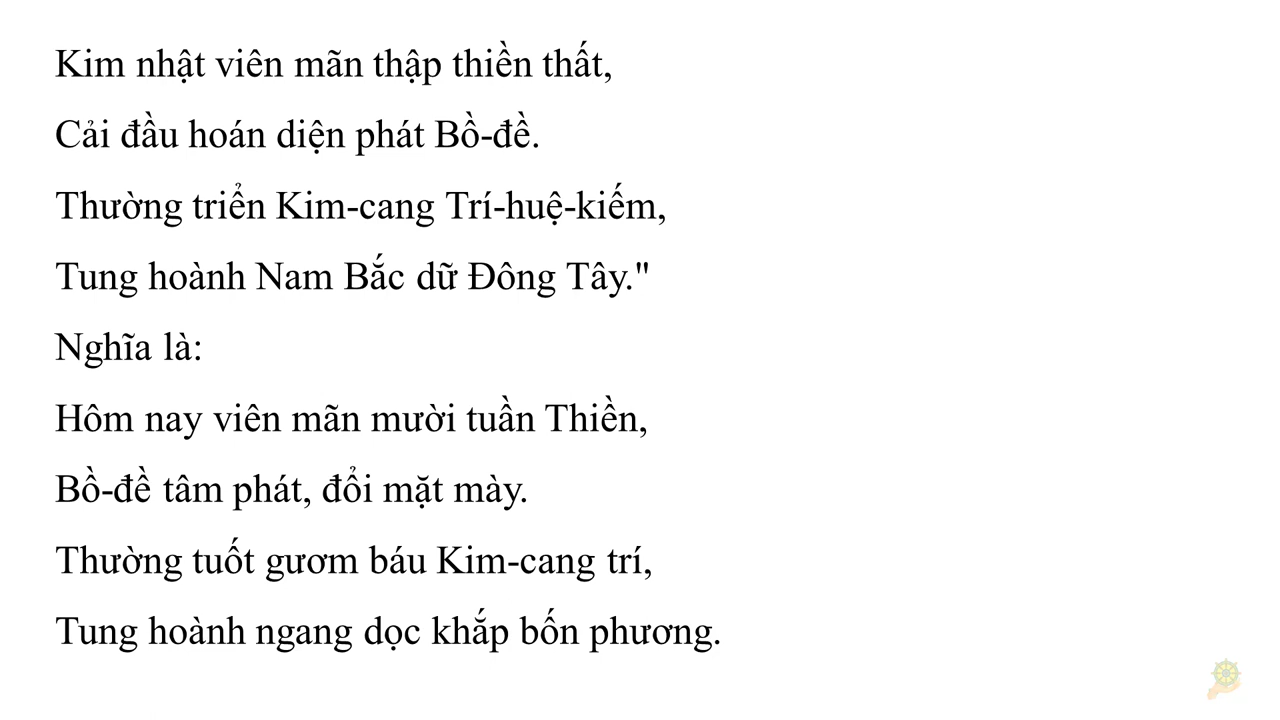 Kim nhật viên mãn thập thiền thất,
Cải đầu hoán diện phát Bồ-đề.
Thường triển Kim-cang Trí-huệ-kiếm,
Tung hoành Nam Bắc dữ Đông Tây."
Nghĩa là:
Hôm nay viên mãn mười tuần Thiền,
Bồ-đề tâm phát, đổi mặt mày.
Thường tuốt gươm báu Kim-cang trí,
Tung hoành ngang dọc khắp bốn phương.